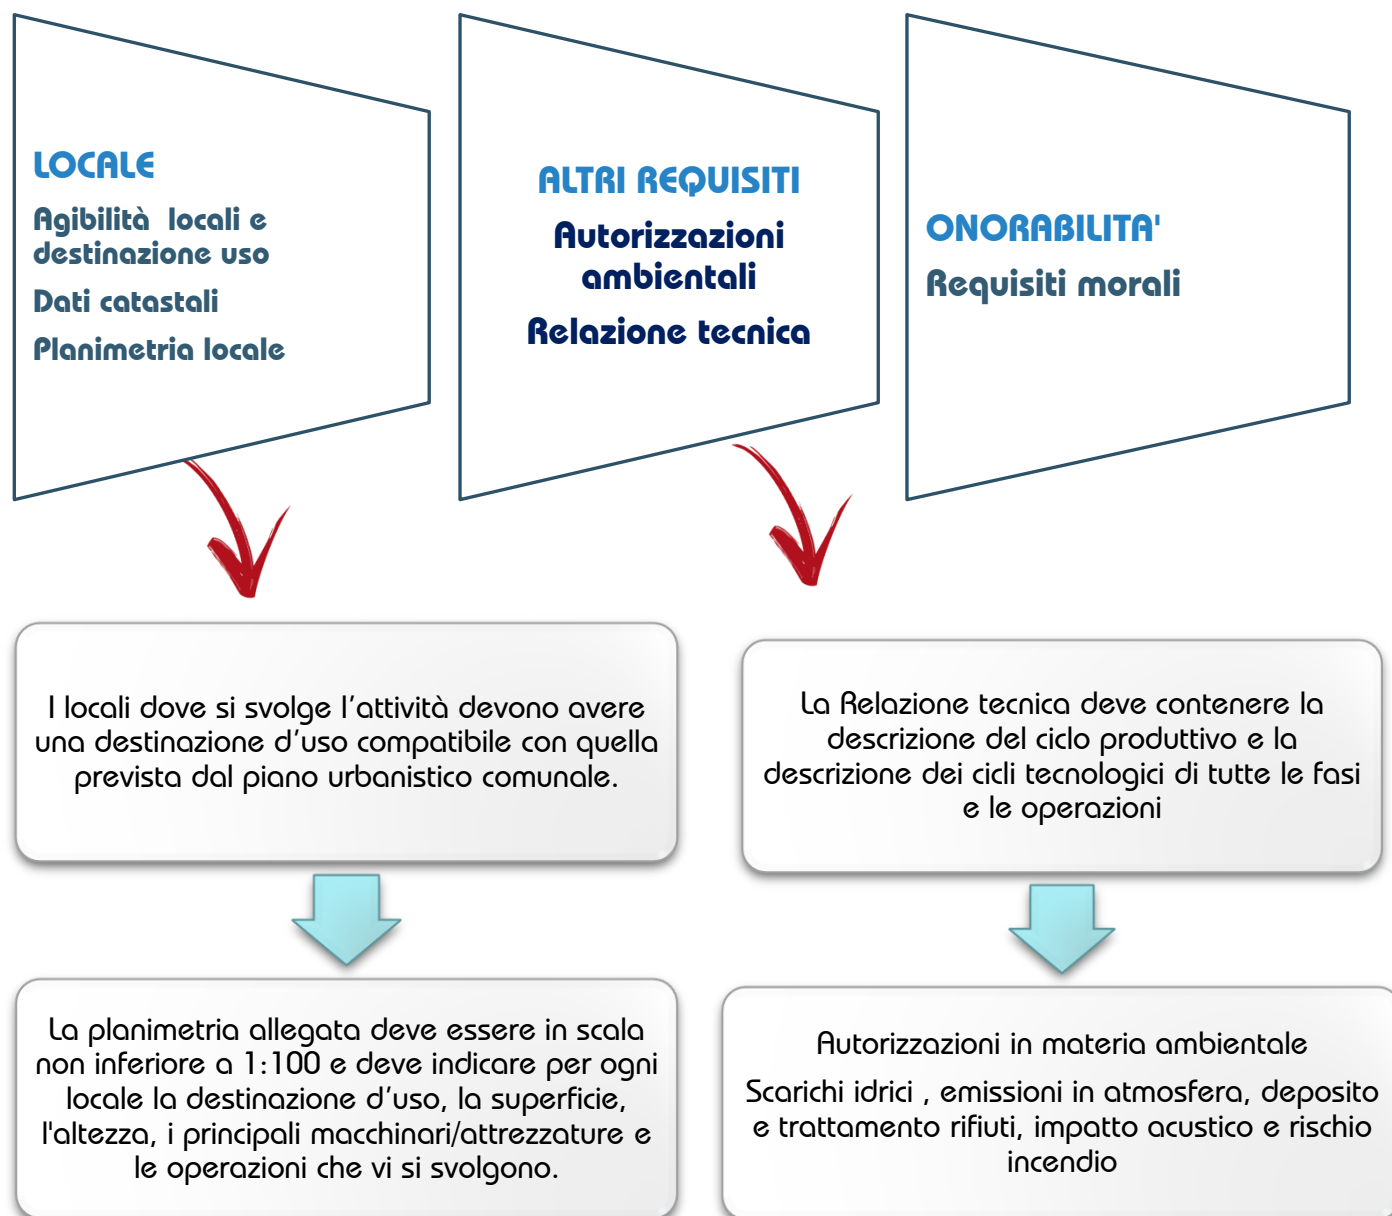 LOCALE
Agibilità locali e
destinazione uso
Dati catastali
Planimetria locale
ALTRI REQUISITI
Autorizzazioni
ambientali
Relazione tecnica
ONORABILITA'
Requisiti morali
I locali dove si svolge l’attività devono avere
una destinazione d’uso compatibile con quella
prevista dal piano urbanistico comunale.
La planimetria allegata deve essere in scala
non inferiore a 1:100 e deve indicare per ogni
locale la destinazione d’uso, la superficie,
l'altezza, i principali macchinari/attrezzature e
le operazioni che vi si svolgono.
La Relazione tecnica deve contenere la
descrizione del ciclo produttivo e la
descrizione dei cicli tecnologici di tutte le fasi
e le operazioni
Autorizzazioni in materia ambientale
Scarichi idrici , emissioni in atmosfera, deposito
e trattamento rifiuti, impatto acustico e rischio
incendio